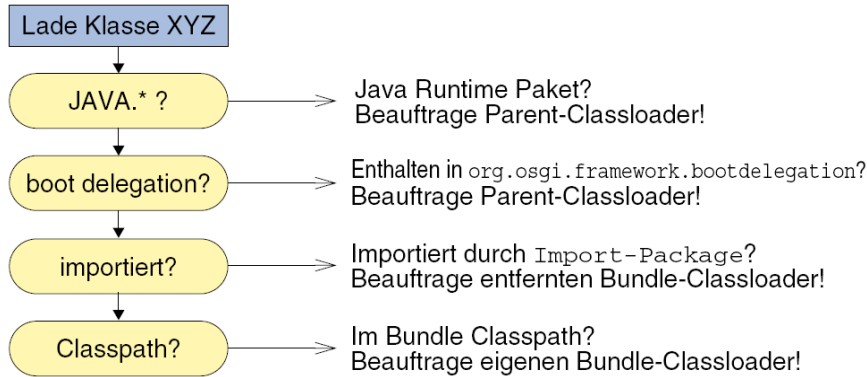 Lade Klasse XYZ
JAVA.* ?
Java Runtime Paket?
Beauftrage Parent-Classloader!
boot delegation?
Enthalten in org.osgi.framework.bootdelegation?
Beauftrage Parent-Classloader!
importiert?
Importiert durch Import-Package?
Beauftrage entfernten Bundle-Classloader!
Classpath?
Im Bundle Classpath?
Beauftrage eigenen Bundle-Classloader!